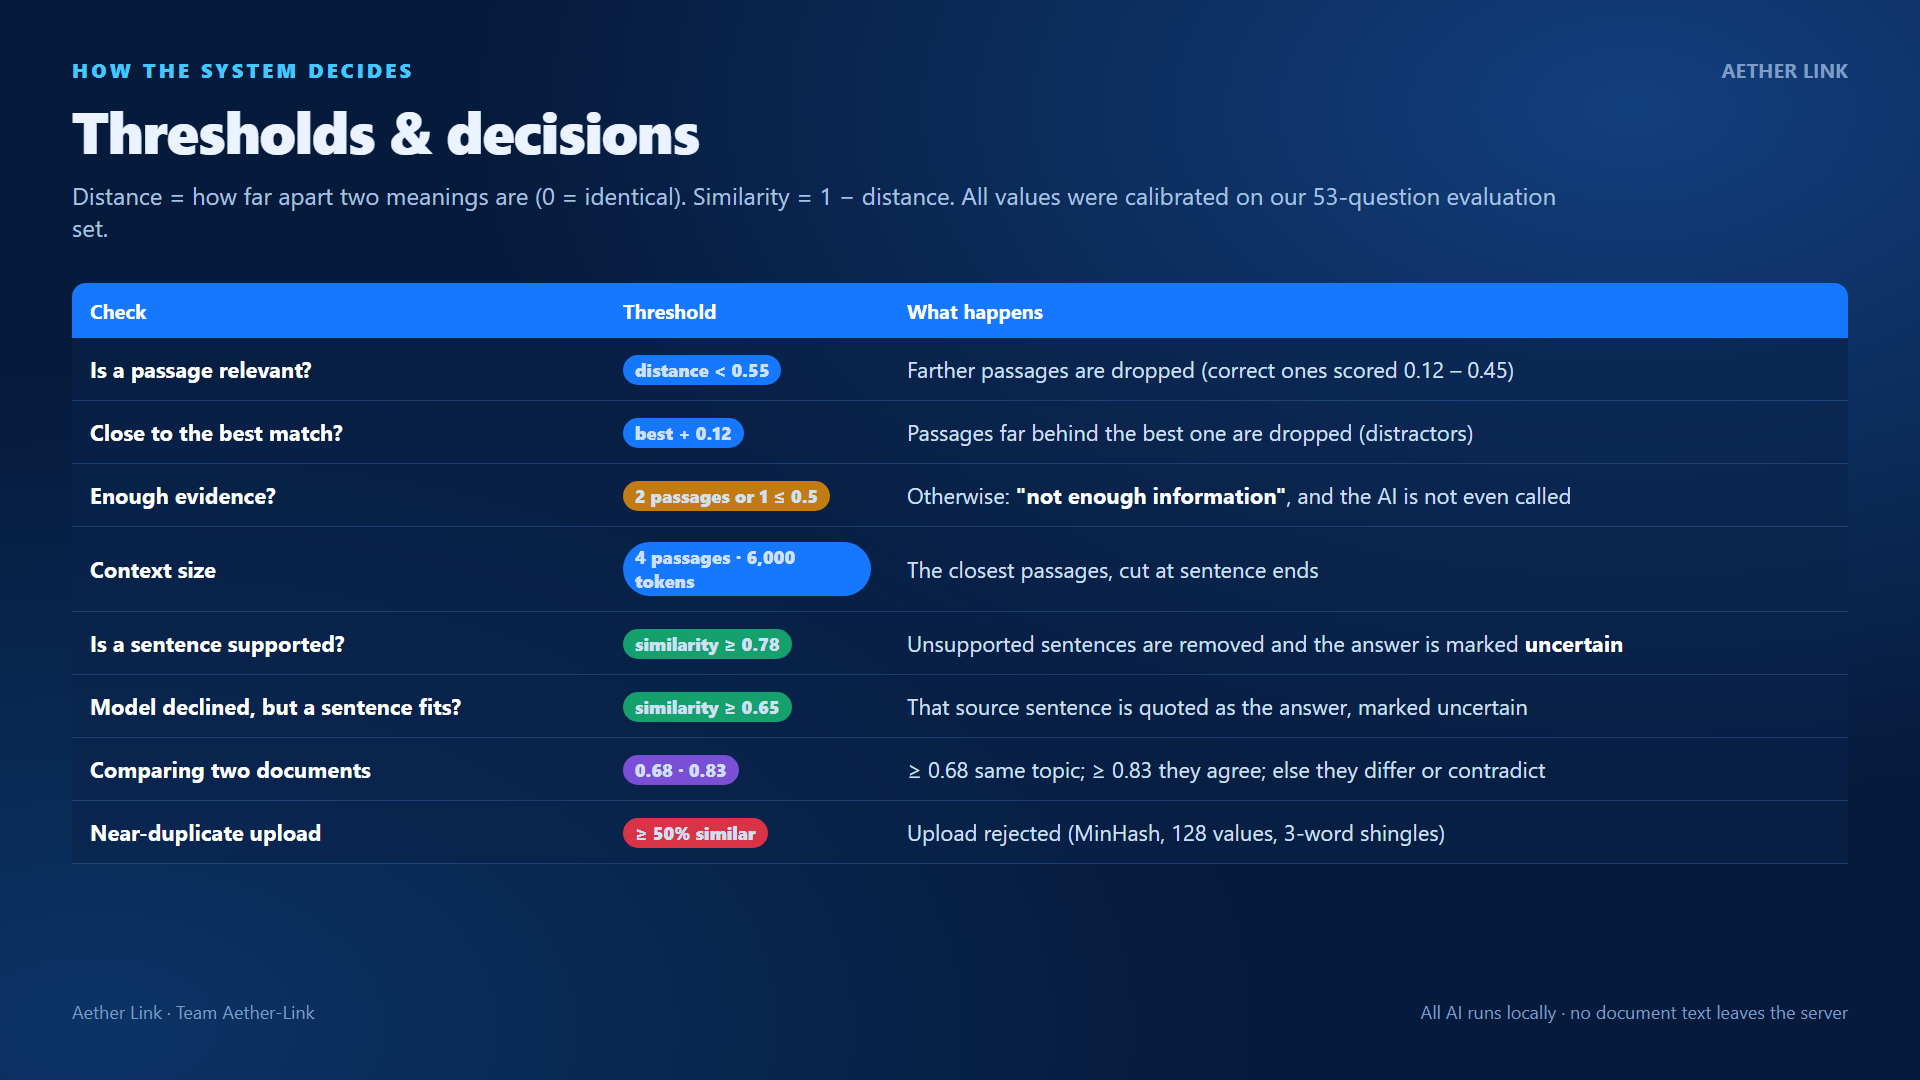 HOW THE SYSTEM DECIDES
AETHER LINK
Thresholds & decisions
Distance = how far apart two meanings are (0 = identical). Similarity = 1 − distance. All values were calibrated on our 53-question evaluation
set.
Check Threshold What happens
Is a passage relevant? distance < 0.55 Farther passages are dropped (correct ones scored 0.12 – 0.45)
Close to the best match? best + 0.12 Passages far behind the best one are dropped (distractors)
Enough evidence? 2 passages or 1 ≤ 0.5 Otherwise: "not enough information", and the AI is not even called
Context size 4 passages · 6,000
tokens The closest passages, cut at sentence ends
Is a sentence supported? similarity ≥ 0.78 Unsupported sentences are removed and the answer is marked uncertain
Model declined, but a sentence fits? similarity ≥ 0.65 That source sentence is quoted as the answer, marked uncertain
Comparing two documents 0.68 · 0.83 ≥ 0.68 same topic; ≥ 0.83 they agree; else they differ or contradict
Near-duplicate upload ≥ 50% similar Upload rejected (MinHash, 128 values, 3-word shingles)
Aether Link · Team Aether-Link
All AI runs locally · no document text leaves the server